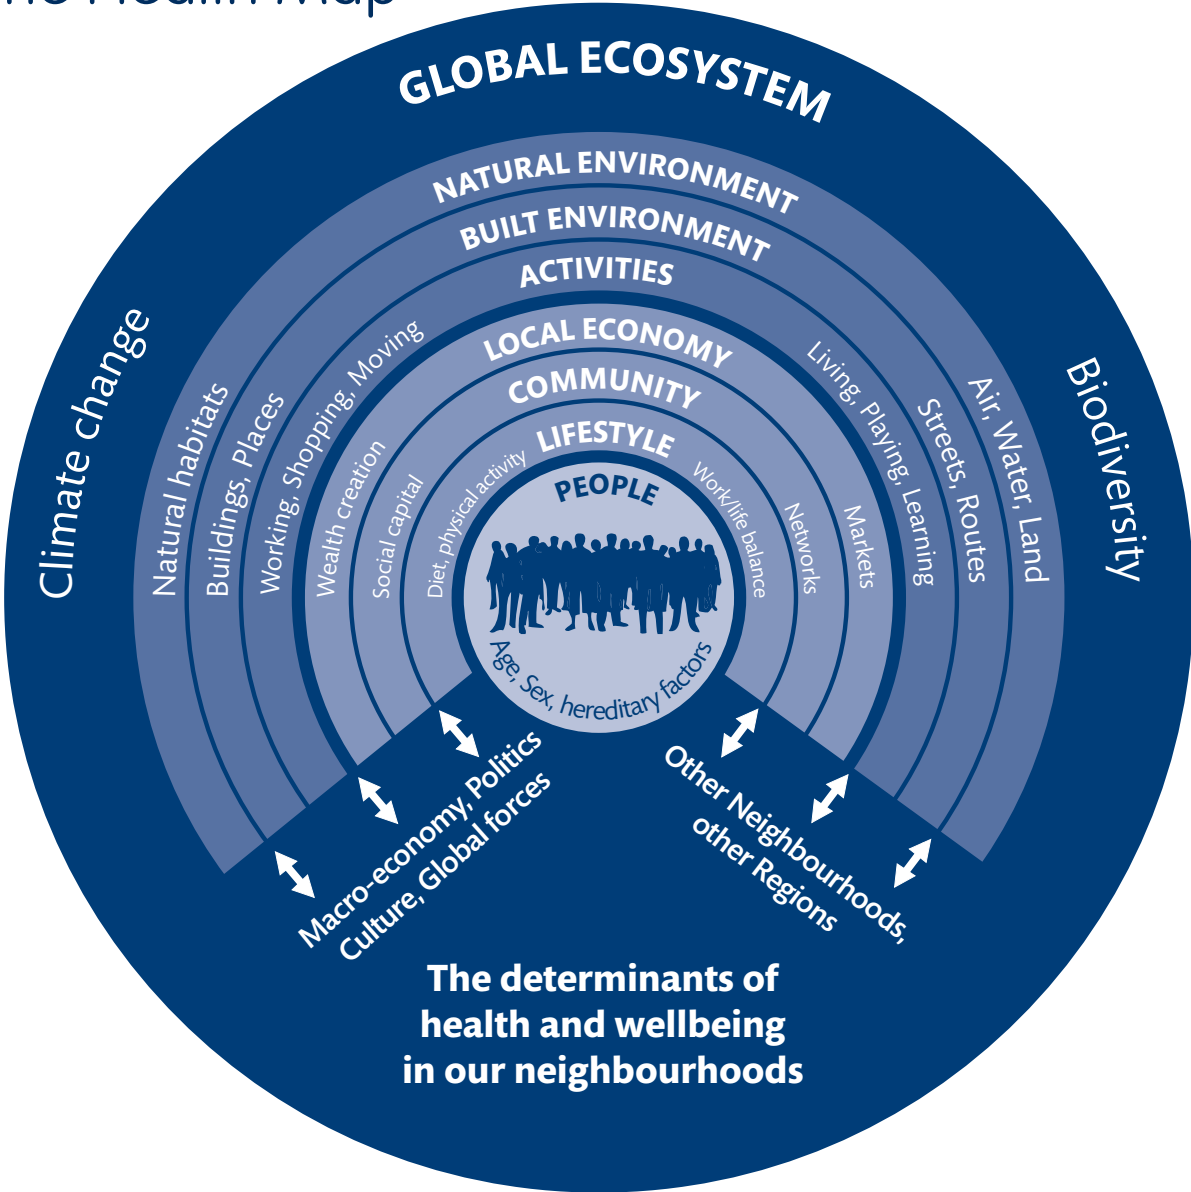 Health Map
GLOBAL ECOSYSTEM
NATURAL ENVIRONMENT
BUILT ENVIRONMENT
ACTIVITIES
LOCAL ECONOMY
COMMUNITY
LIFESTYLE
PEOPLE
Age, Sex, hereditary factors
Climate change
Natural habitats
Buildings, Places
Working, Shopping, Moving
Wealth creation
Social capital
Diet, physical activity
Work/life balance
Networks
Markets
Living, Playing, Learning
Streets, Routes
Air, Water, Land
Biodiversity
Macro-economy, Politics
Culture, Global forces
Other Neighbourhoods,
other Regions
The determinants of
health and wellbeing
in our neighbourhoods